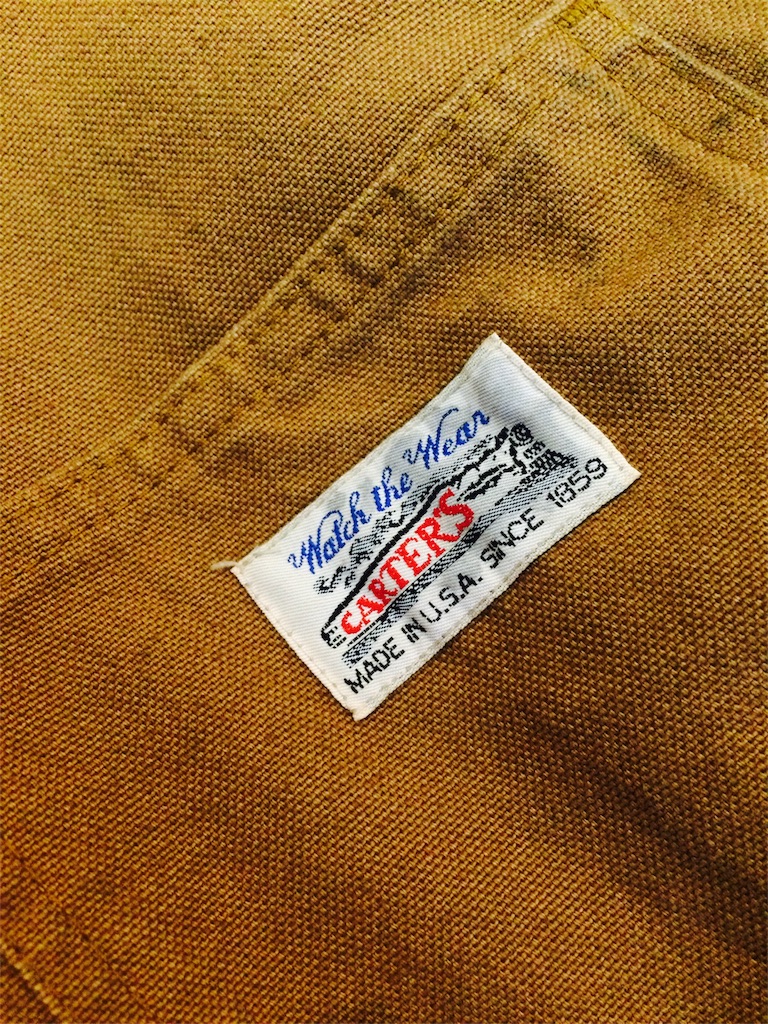 Watch the Wear
CARTER'S
MADE IN U.S.A. SINCE 1859